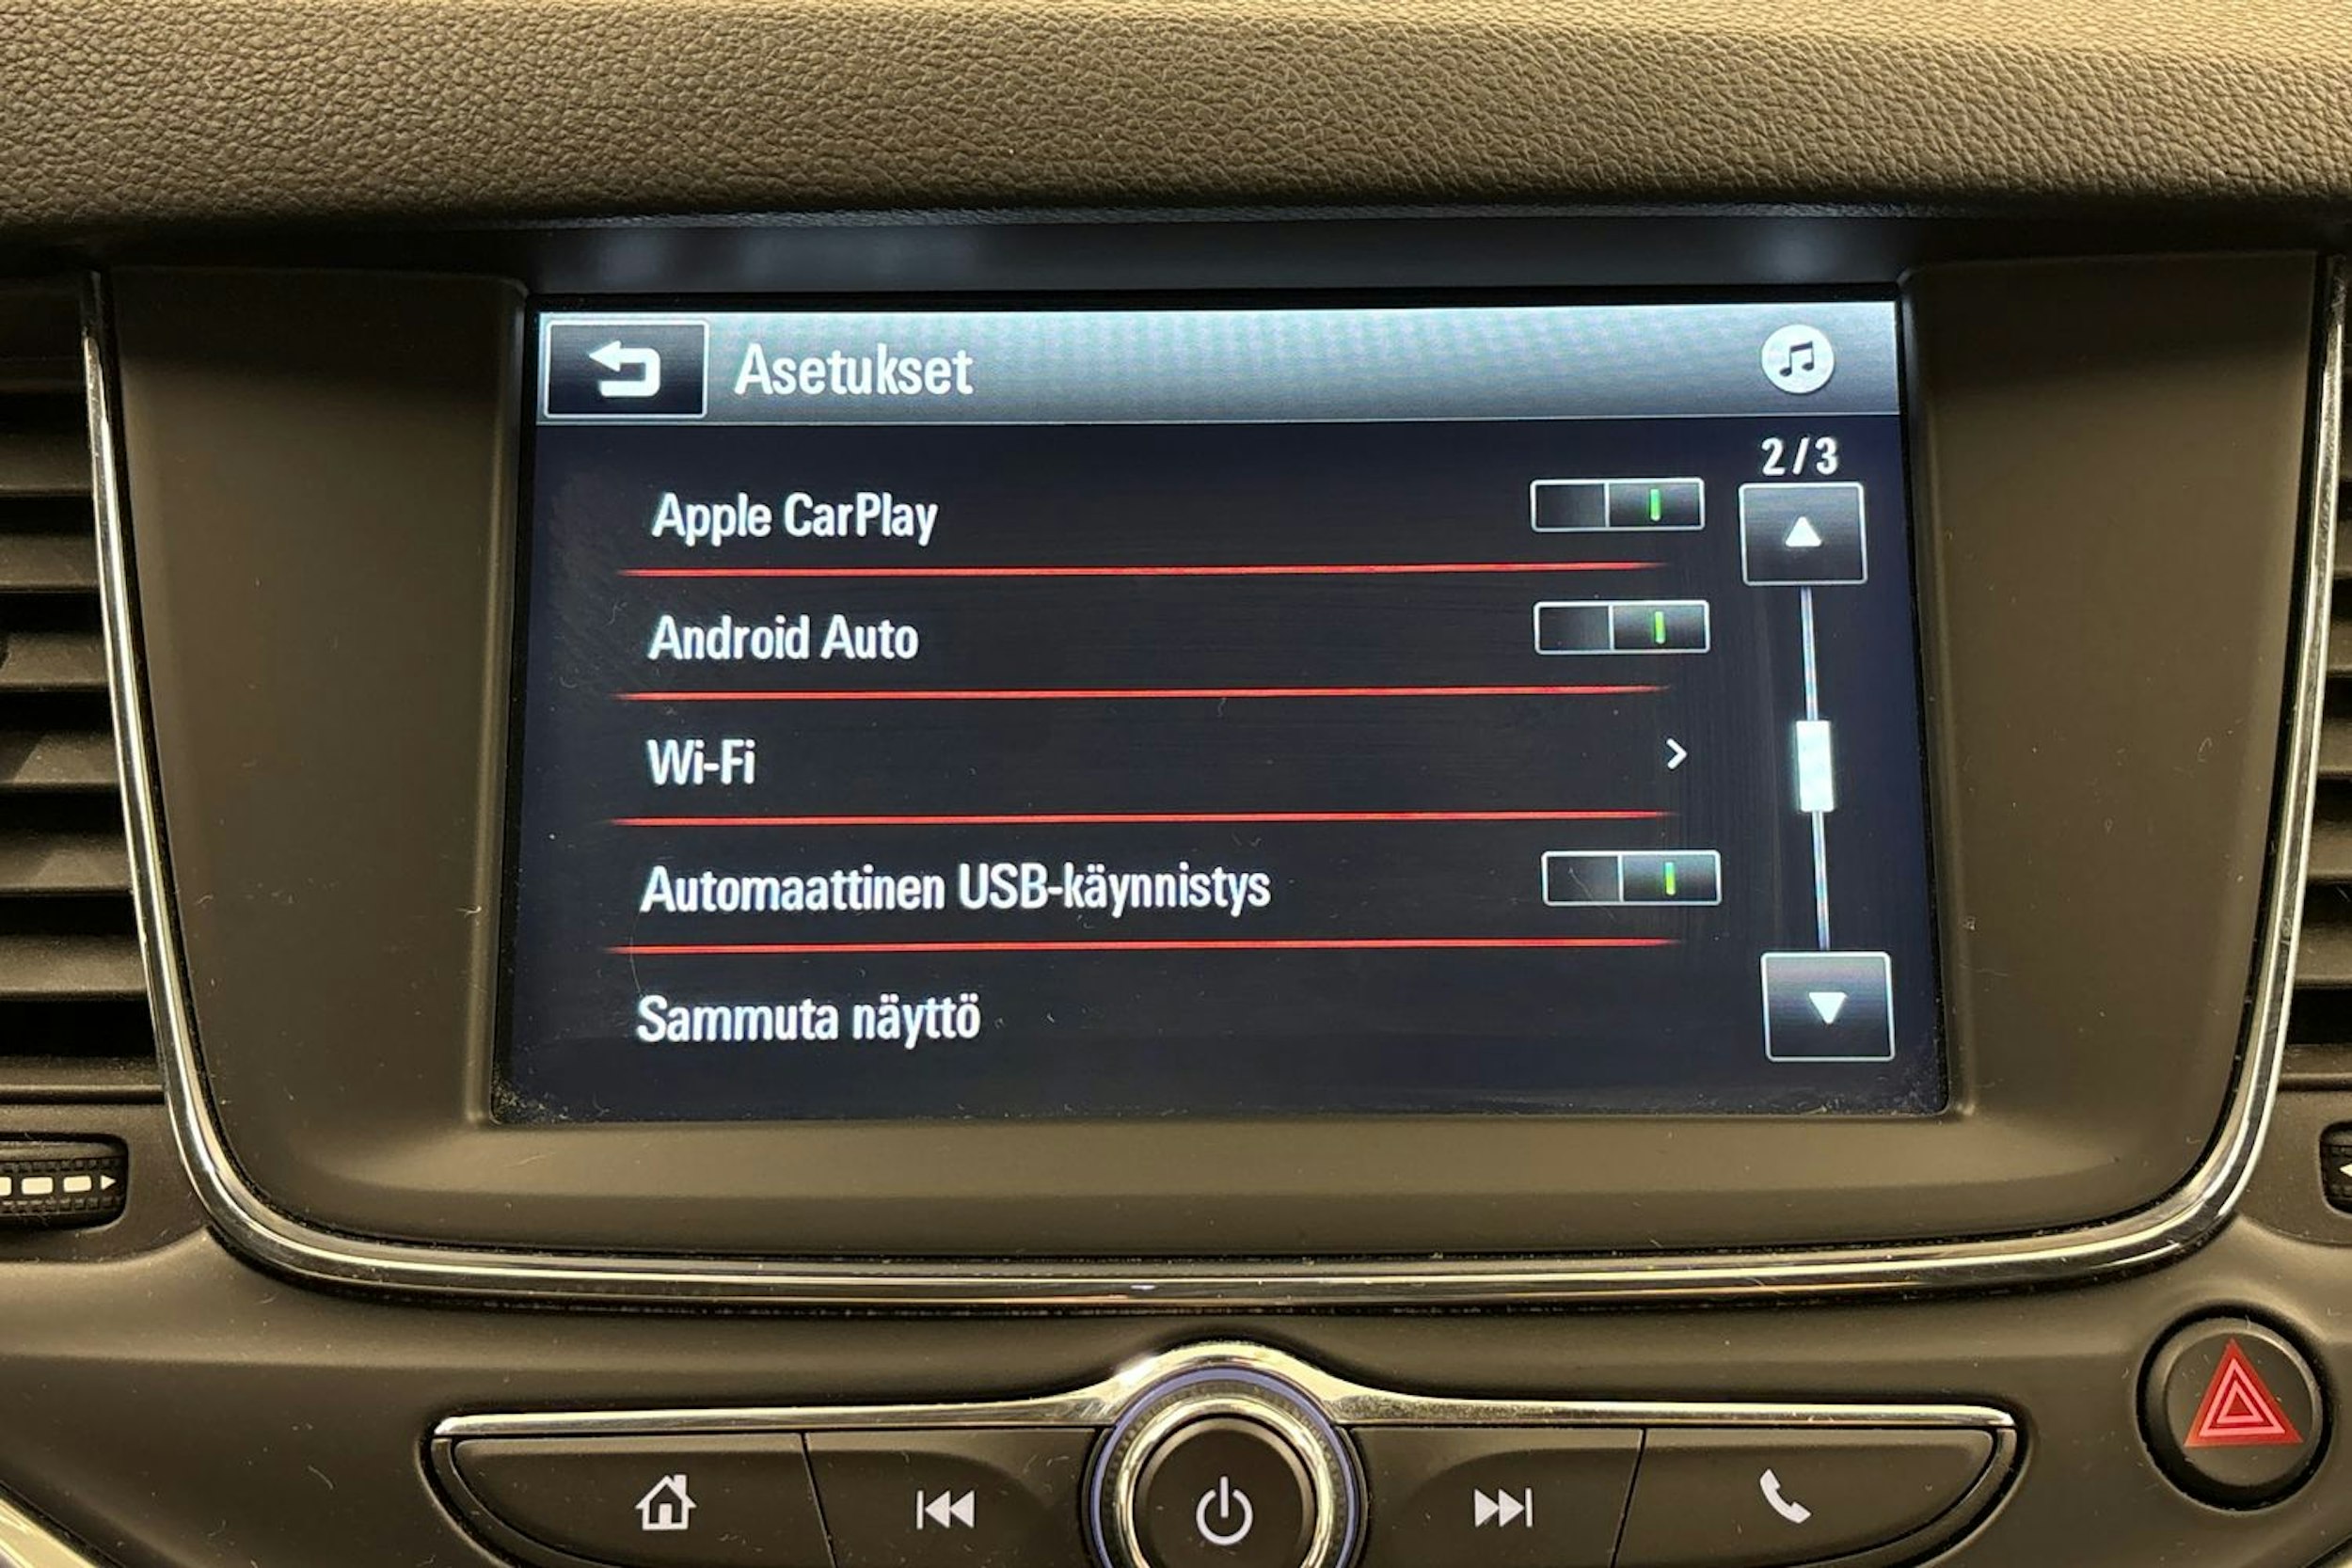 Asetukset
2/3
Apple CarPlay
Android Auto
Wi-Fi
Automaattinen USB-käynnistys
Sammuta näyttö